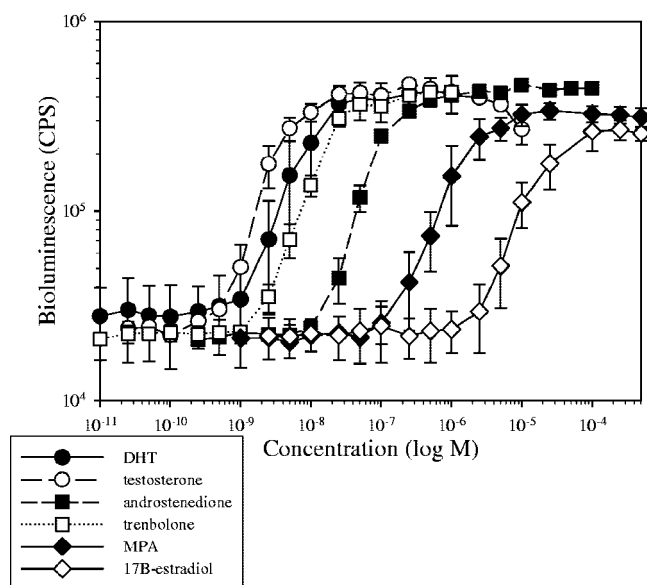 10⁶
10⁵
10⁴
Bioluminescence (CPS)
10⁻¹¹ 10⁻¹⁰ 10⁻⁹ 10⁻⁸ 10⁻⁷ 10⁻⁶ 10⁻⁵ 10⁻⁴
Concentration (log M)
DHT
testosterone
androstenedione
trenbolone
MPA
17B-estradiol